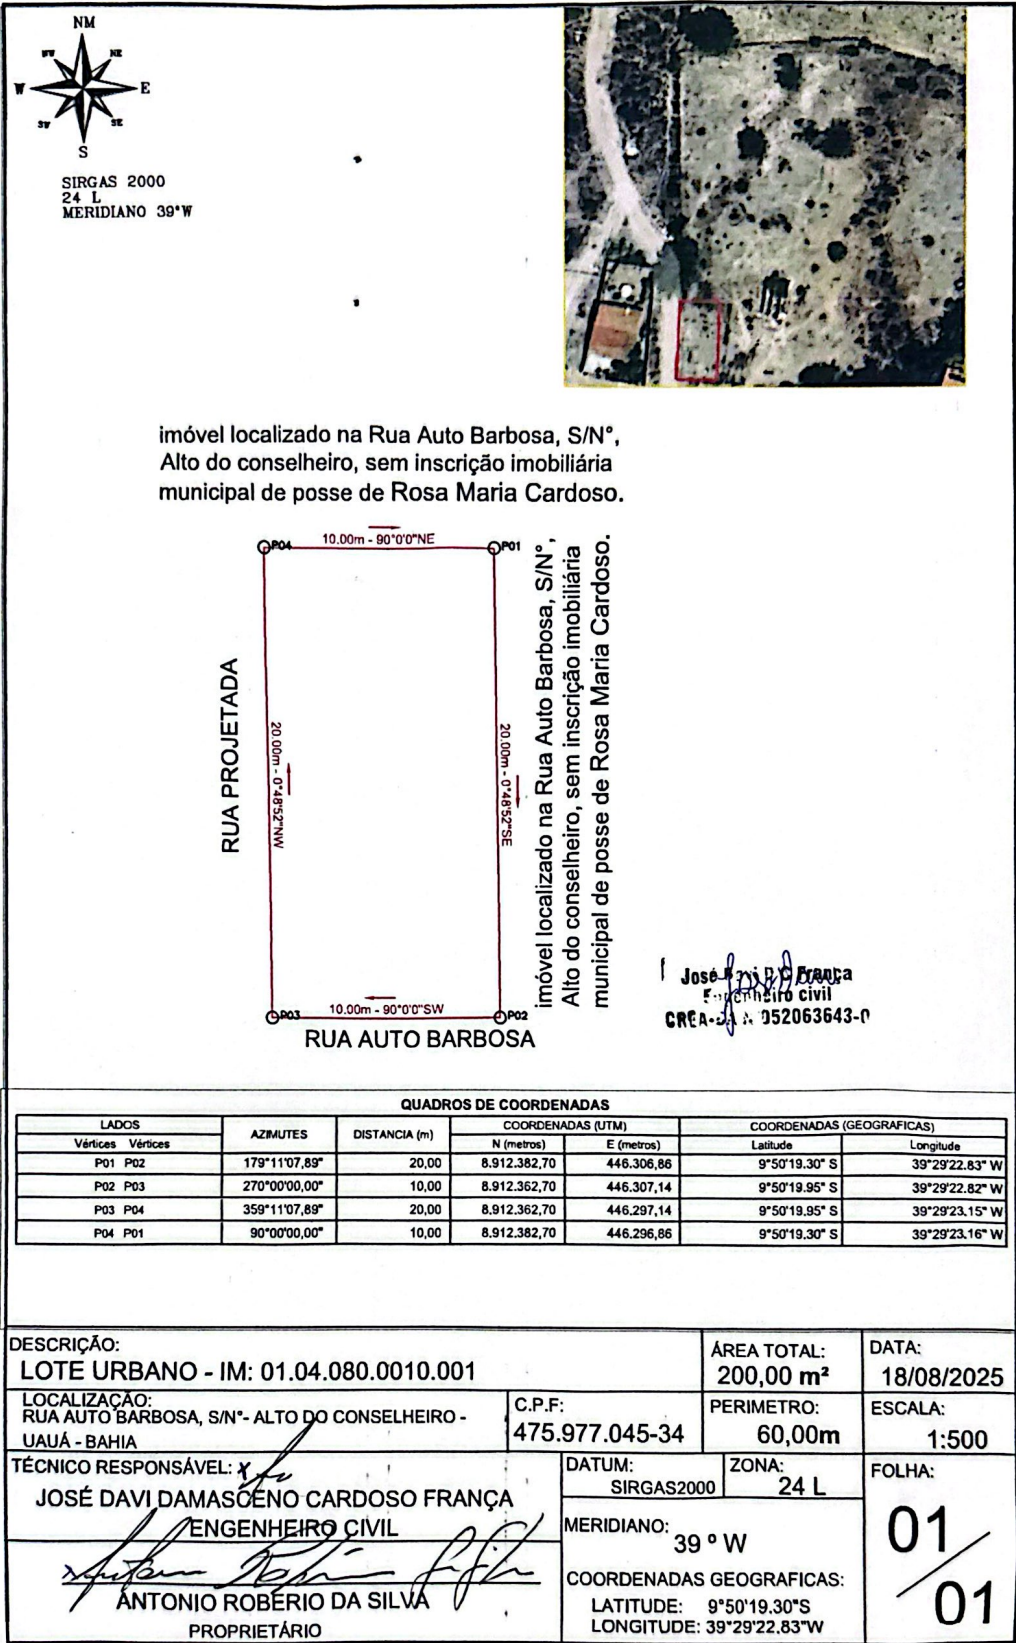 NM
NW NE
W E
SW SE
S
SIRGAS 2000
24 L
MERIDIANO 39°W
imóvel localizado na Rua Auto Barbosa, S/N°,
Alto do conselheiro, sem inscrição imobiliária
municipal de posse de Rosa Maria Cardoso.
P04 10.00m - 90°0'0"NE P01
RUA PROJETADA
20.00m - 0°48'52"NW
20.00m - 0°48'52"SE
imóvel localizado na Rua Auto Barbosa, S/N°,
Alto do conselheiro, sem inscrição imobiliária
municipal de posse de Rosa Maria Cardoso.
P03 10.00m - 90°0'0"SW P02
RUA AUTO BARBOSA
José França
Engenheiro civil
052063643-0
QUADROS DE COORDENADAS
LADOS AZIMUTES DISTANCIA (m) COORDENADAS (UTM) COORDENADAS (GEOGRAFICAS)
Vértices Vértices N (metros) E (metros) Latitude Longitude
P01 P02 179°11'07,89" 20,00 8.912.382,70 446.306,86 9°50'19.30" S 39°29'22.83" W
P02 P03 270°00'00,00" 10,00 8.912.362,70 446.307,14 9°50'19.95" S 39°29'22.82" W
P03 P04 359°11'07,89" 20,00 8.912.362,70 446.297,14 9°50'19.95" S 39°29'23.15" W
P04 P01 90°00'00,00" 10,00 8.912.382,70 446.296,86 9°50'19.30" S 39°29'23.16" W
DESCRIÇÃO:
LOTE URBANO - IM: 01.04.080.0010.001
ÁREA TOTAL:
200,00 m²
DATA:
18/08/2025
LOCALIZAÇÃO:
RUA AUTO BARBOSA, S/N°- ALTO DO CONSELHEIRO -
UAUÁ - BAHIA
C.P.F:
475.977.045-34
PERIMETRO:
60,00m
ESCALA:
1:500
TÉCNICO RESPONSÁVEL:
JOSÉ DAVI DAMASCENO CARDOSO FRANÇA
ENGENHEIRO CIVIL
DATUM:
SIRGAS2000
ZONA:
24 L
FOLHA:
01
01
MERIDIANO:
39 º W
COORDENADAS GEOGRAFICAS:
LATITUDE: 9°50'19.30"S
LONGITUDE: 39°29'22.83"W
ANTONIO ROBÉRIO DA SILVA
PROPRIETÁRIO